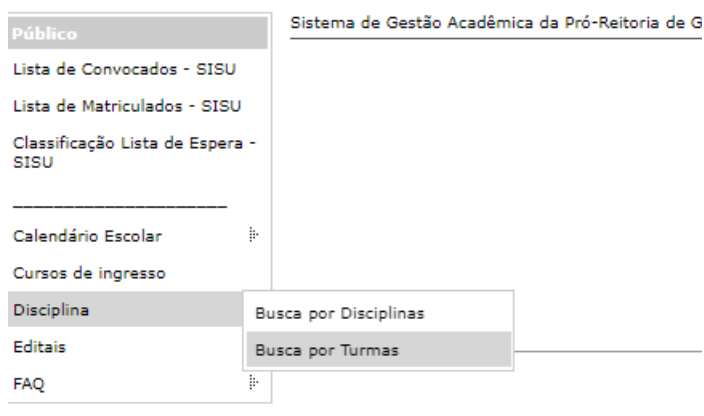 Público
Sistema de Gestão Acadêmica da Pró-Reitoria de G
Lista de Convocados - SISU
Lista de Matriculados - SISU
Classificação Lista de Espera -
SISU
Calendário Escolar
Cursos de ingresso
Disciplina
Busca por Disciplinas
Editais
Busca por Turmas
FAQ